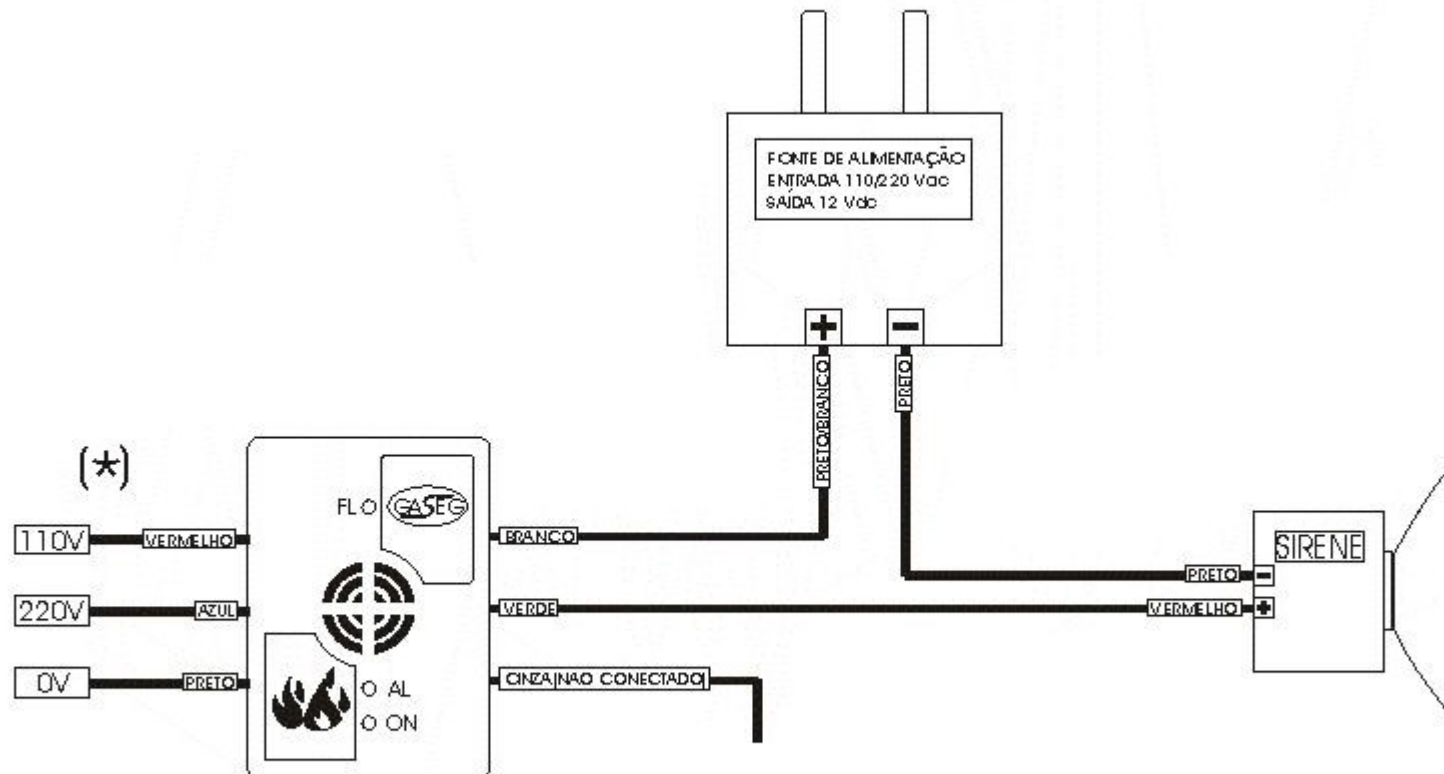 FONTE DE ALIMENTAÇÃO
ENTRADA 110/220 Vac
SAÍDA 12 Vdc
+
-
PRETO/BRANCO
PRETO
(*)
FL
GASEG
110V
VERMELHO
BRANCO
SIRENE
PRETO
-
220V
AZUL
VERDE
VERMELHO
+
0V
PRETO
CINZA(NAO CONECTADO)
AL
ON